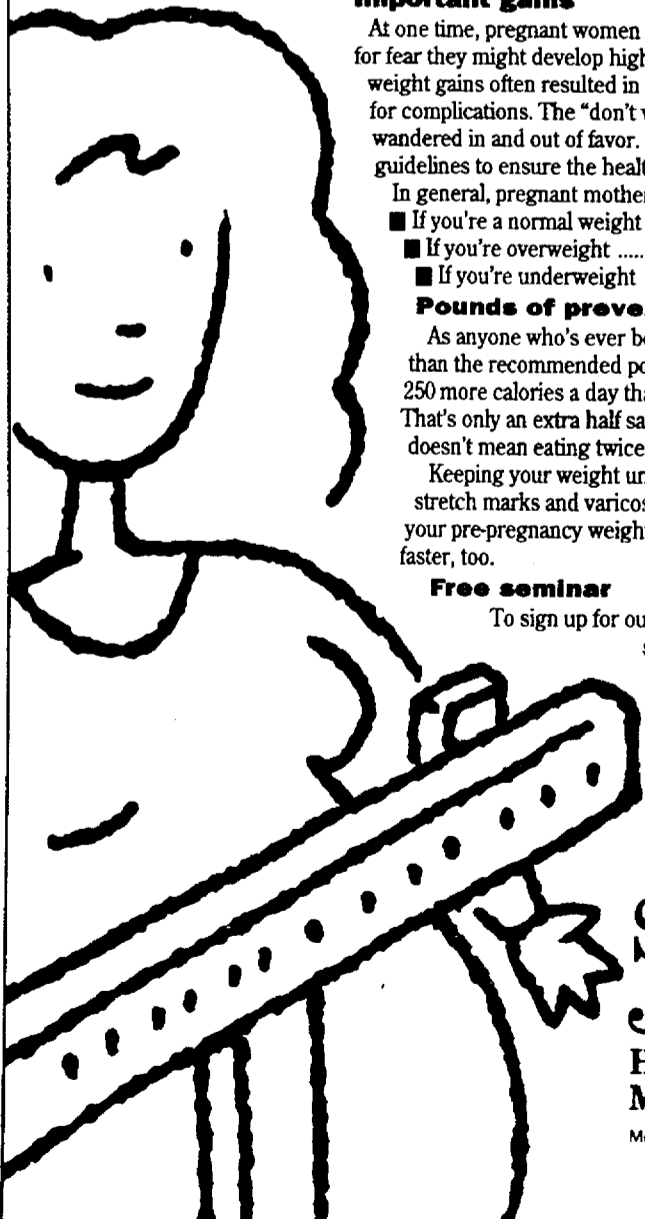 Important gains
At one time, pregnant women
for fear they might develop high
weight gains often resulted in
for complications. The "don't
wandered in and out of favor.
guidelines to ensure the healt
In general, pregnant mother
■ If you're a normal weight
■ If you're overweight .....
■ If you're underweight
Pounds of preve
As anyone who's ever b
than the recommended po
250 more calories a day tha
That's only an extra half sa
doesn't mean eating twice
Keeping your weight un
stretch marks and varicos
your pre-pregnancy weight
faster, too.
Free seminar
To sign up for ou
H
M